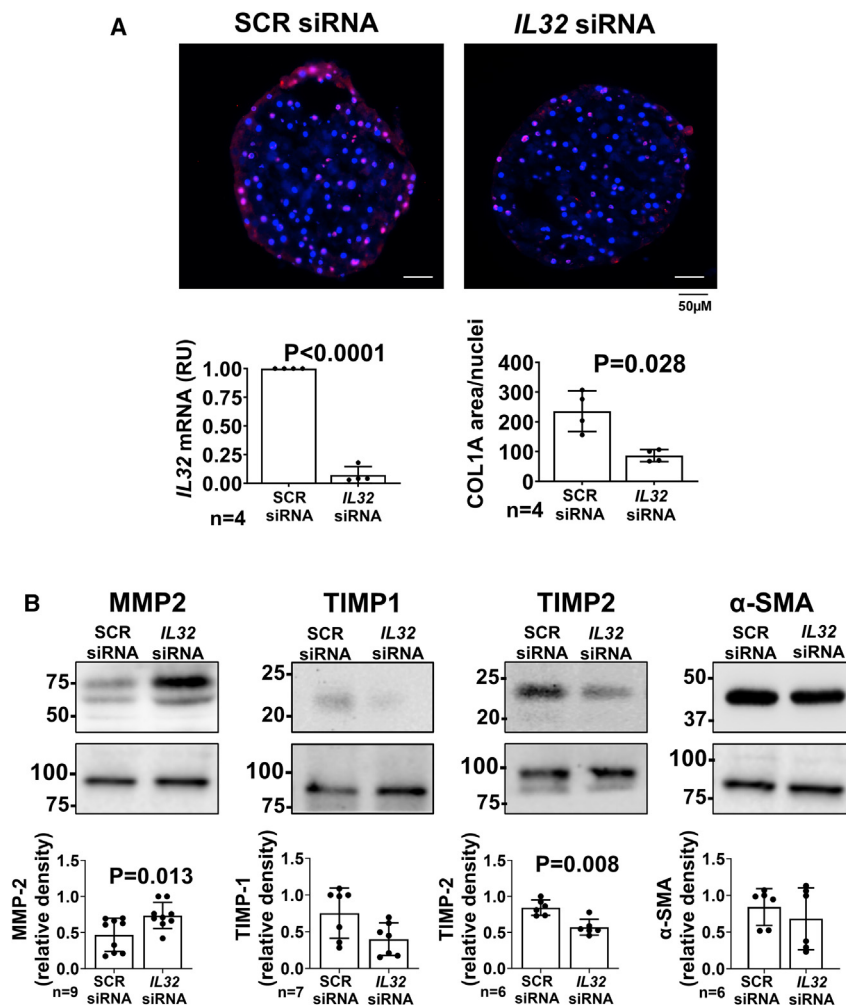 A
SCR siRNA
IL32 siRNA
50µM
IL32 mRNA (RU)
1.00
0.75
0.50
0.25
0.00
P<0.0001
SCR
siRNA
IL32
siRNA
n=4
COL1A area/nuclei
400
300
200
100
0
P=0.028
SCR
siRNA
IL32
siRNA
n=4
B
MMP2
SCR
siRNA
IL32
siRNA
75
50
100
75
MMP-2
(relative density)
1.5
1.0
0.5
0.0
P=0.013
SCR
siRNA
IL32
siRNA
n=9
TIMP1
SCR
siRNA
IL32
siRNA
25
20
100
75
TIMP-1
(relative density)
1.5
1.0
0.5
0.0
SCR
siRNA
IL32
siRNA
n=7
TIMP2
SCR
siRNA
IL32
siRNA
25
20
100
75
TIMP-2
(relative density)
1.5
1.0
0.5
0.0
P=0.008
SCR
siRNA
IL32
siRNA
n=6
α-SMA
SCR
siRNA
IL32
siRNA
50
37
100
75
α-SMA
(relative density)
1.5
1.0
0.5
0.0
SCR
siRNA
IL32
siRNA
n=6